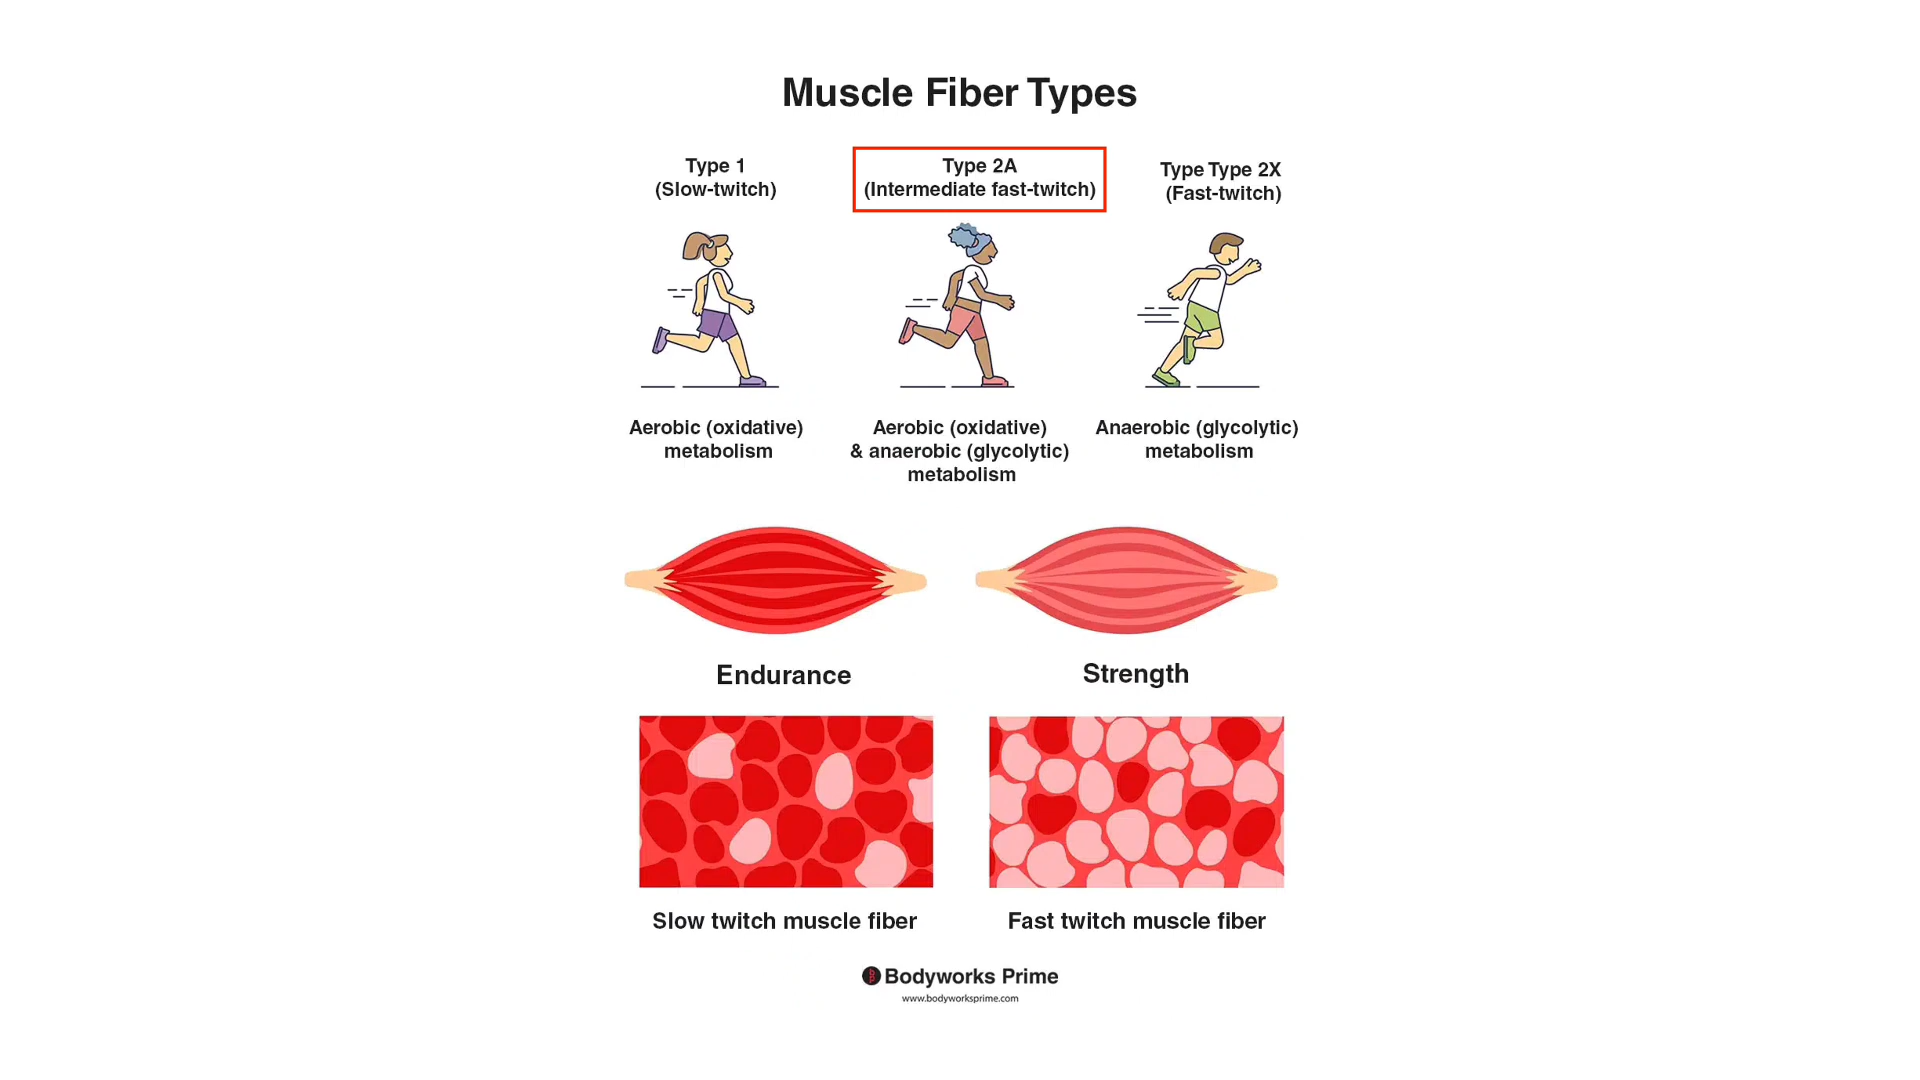 Muscle Fiber Types
Type 1
(Slow-twitch)
Type 2A
(Intermediate fast-twitch)
Type Type 2X
(Fast-twitch)
Aerobic (oxidative)
metabolism
Aerobic (oxidative)
& anaerobic (glycolytic)
metabolism
Anaerobic (glycolytic)
metabolism
Endurance
Strength
Slow twitch muscle fiber
Fast twitch muscle fiber
Bodyworks Prime
www.bodyworksprime.com